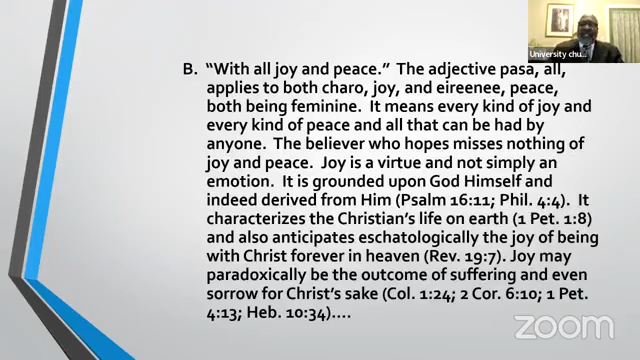 University chu...
B. “With all joy and peace.” The adjective pasa, all,
applies to both charo, joy, and eireenee, peace,
both being feminine. It means every kind of joy and
every kind of peace and all that can be had by
anyone. The believer who hopes misses nothing of
joy and peace. Joy is a virtue and not simply an
emotion. It is grounded upon God Himself and
indeed derived from Him (Psalm 16:11; Phil. 4:4). It
characterizes the Christian’s life on earth (1 Pet. 1:8)
and also anticipates eschatologically the joy of being
with Christ forever in heaven (Rev. 19:7). Joy may
paradoxically be the outcome of suffering and even
sorrow for Christ’s sake (Col. 1:24; 2 Cor. 6:10; 1 Pet.
4:13; Heb. 10:34)....
zoom